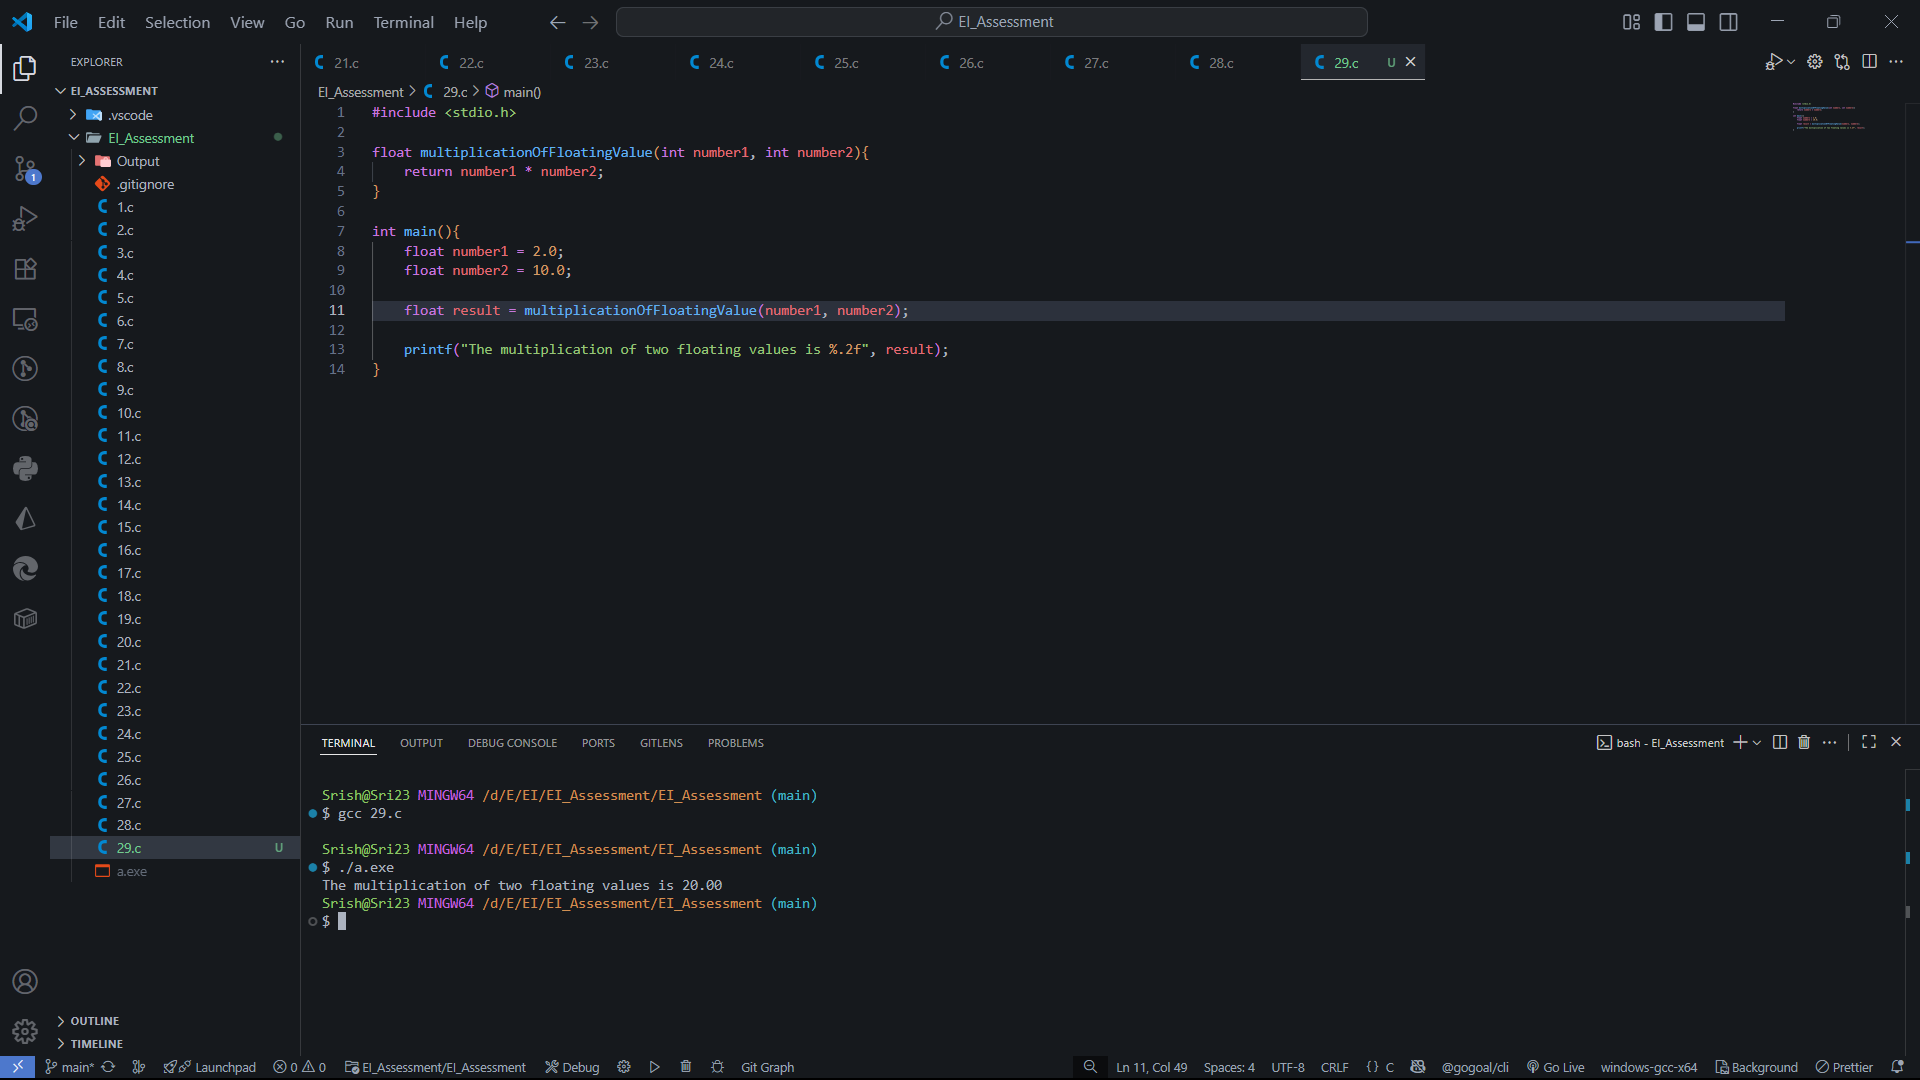 File Edit Selection View Go Run Terminal Help EI_Assessment
EXPLORER
EI_ASSESSMENT
.vscode
EI_Assessment
Output
.gitignore
1.c
2.c
3.c
4.c
5.c
6.c
7.c
8.c
9.c
10.c
11.c
12.c
13.c
14.c
15.c
16.c
17.c
18.c
19.c
20.c
21.c
22.c
23.c
24.c
25.c
26.c
27.c
28.c
29.c U
a.exe
OUTLINE
TIMELINE
1
21.c 22.c 23.c 24.c 25.c 26.c 27.c 28.c 29.c U
EI_Assessment > 29.c > main()
1 #include <stdio.h>
2
3 float multiplicationOfFloatingValue(int number1, int number2){
4 return number1 * number2;
5 }
6
7 int main(){
8 float number1 = 2.0;
9 float number2 = 10.0;
10
11 float result = multiplicationOfFloatingValue(number1, number2);
12
13 printf("The multiplication of two floating values is %.2f", result);
14 }
TERMINAL OUTPUT DEBUG CONSOLE PORTS GITLENS PROBLEMS
bash - EI_Assessment
Srish@Sri23 MINGW64 /d/E/EI/EI_Assessment/EI_Assessment (main)
$ gcc 29.c
Srish@Sri23 MINGW64 /d/E/EI/EI_Assessment/EI_Assessment (main)
$ ./a.exe
The multiplication of two floating values is 20.00
Srish@Sri23 MINGW64 /d/E/EI/EI_Assessment/EI_Assessment (main)
$
main* Launchpad 0 0 EI_Assessment/EI_Assessment Debug Git Graph Ln 11, Col 49 Spaces: 4 UTF-8 CRLF {} C @gogoal/cli Go Live windows-gcc-x64 Background Prettier